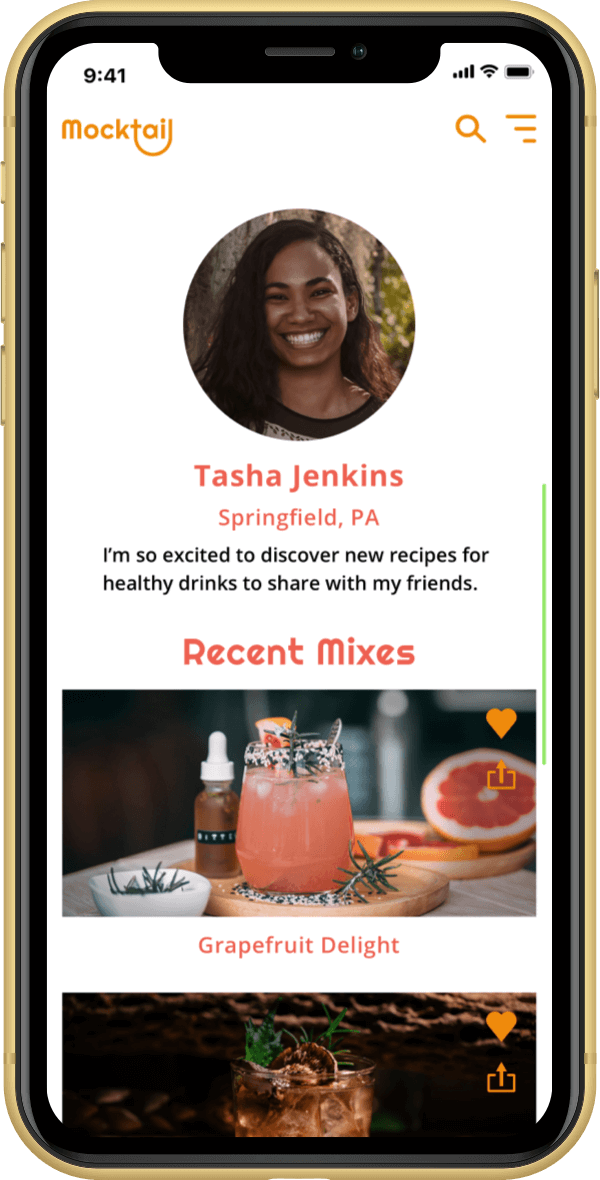 9:41
Mocktail
Tasha Jenkins
Springfield, PA
I'm so excited to discover new recipes for
healthy drinks to share with my friends.
Recent Mixes
BITTE
Grapefruit Delight